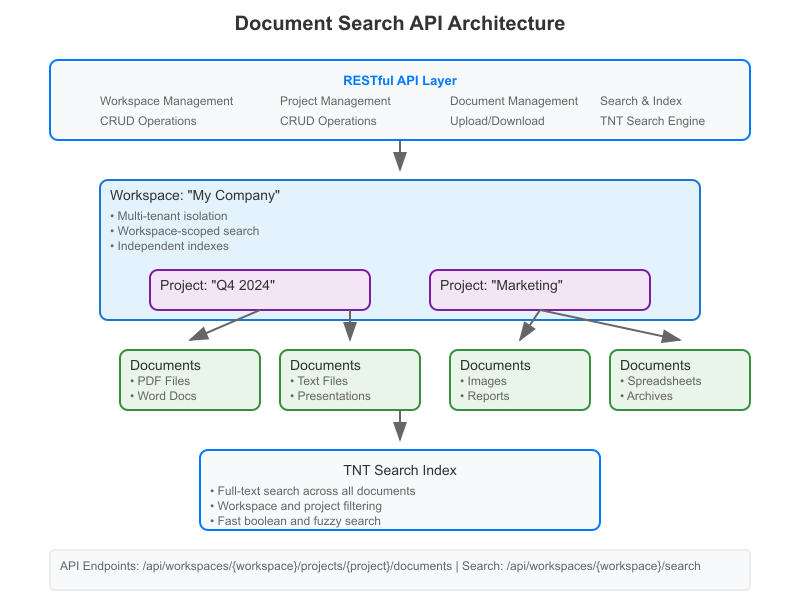 Document Search API Architecture
RESTful API Layer
Workspace Management Project Management Document Management Search & Index
CRUD Operations CRUD Operations Upload/Download TNT Search Engine
Workspace: "My Company"
• Multi-tenant isolation
• Workspace-scoped search
• Independent indexes
Project: "Q4 2024" Project: "Marketing"
Documents
• PDF Files
• Word Docs
Documents
• Text Files
• Presentations
Documents
• Images
• Reports
Documents
• Spreadsheets
• Archives
TNT Search Index
• Full-text search across all documents
• Workspace and project filtering
• Fast boolean and fuzzy search
API Endpoints: /api/workspaces/{workspace}/projects/{project}/documents | Search: /api/workspaces/{workspace}/search